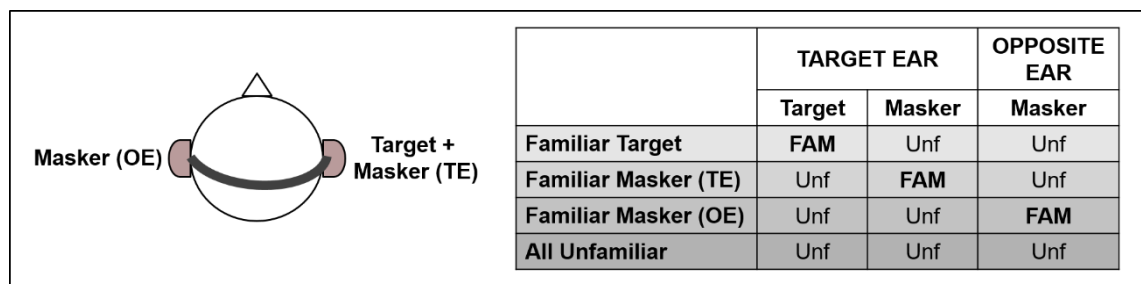 Masker (OE)
Target +
Masker (TE)
TARGET EAR
OPPOSITE
EAR
Target Masker Masker
Familiar Target FAM Unf Unf
Familiar Masker (TE) Unf FAM Unf
Familiar Masker (OE) Unf Unf FAM
All Unfamiliar Unf Unf Unf